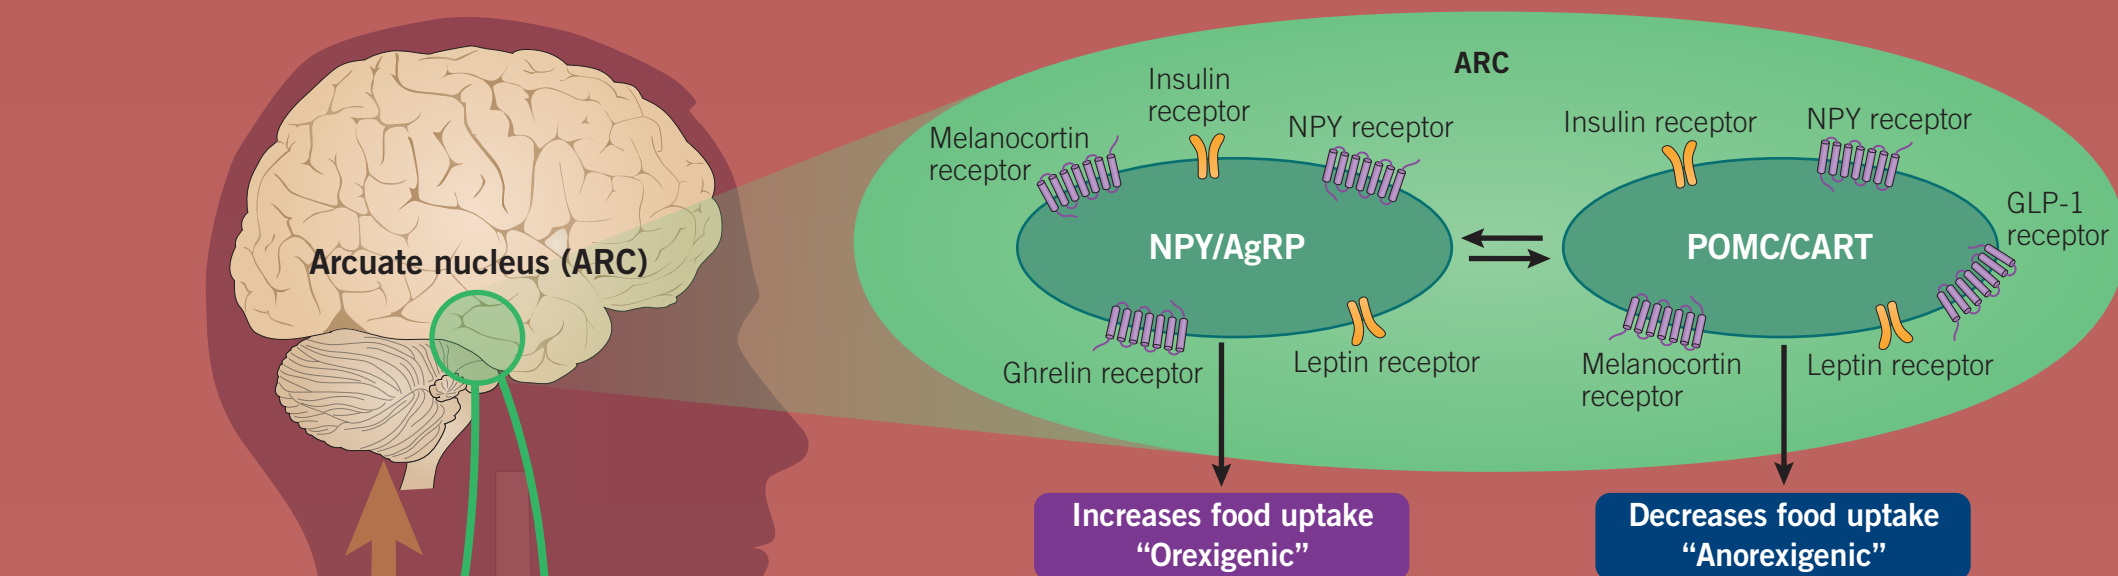 Arcuate nucleus (ARC)
ARC
Melanocortin
receptor
Insulin
receptor
NPY receptor
NPY/AgRP
Ghrelin receptor
Leptin receptor
Insulin receptor
NPY receptor
GLP-1
receptor
POMC/CART
Melanocortin
receptor
Leptin receptor
Increases food uptake
“Orexigenic”
Decreases food uptake
“Anorexigenic”